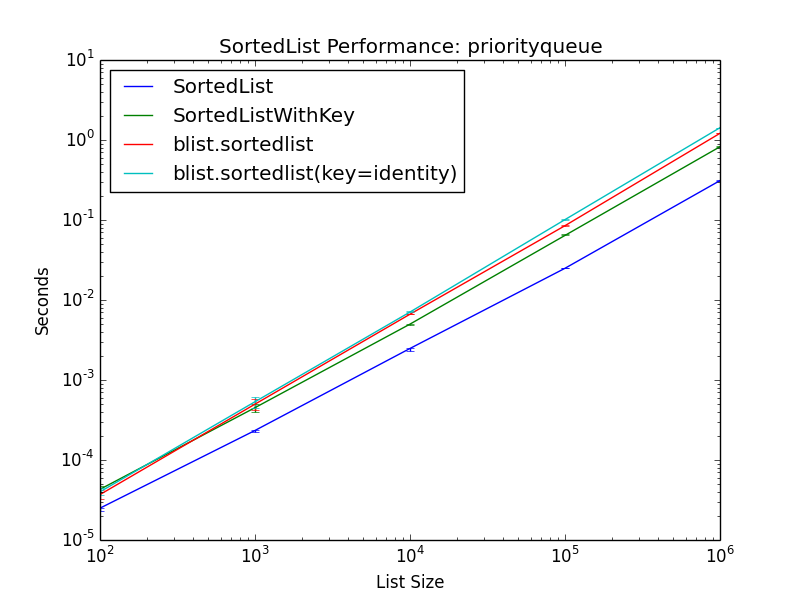 SortedList Performance: priorityqueue
10^1
10^0
10^-1
10^-2
10^-3
10^-4
10^-5
Seconds
SortedList
SortedListWithKey
blist.sortedlist
blist.sortedlist(key=identity)
10^2 10^3 10^4 10^5 10^6
List Size